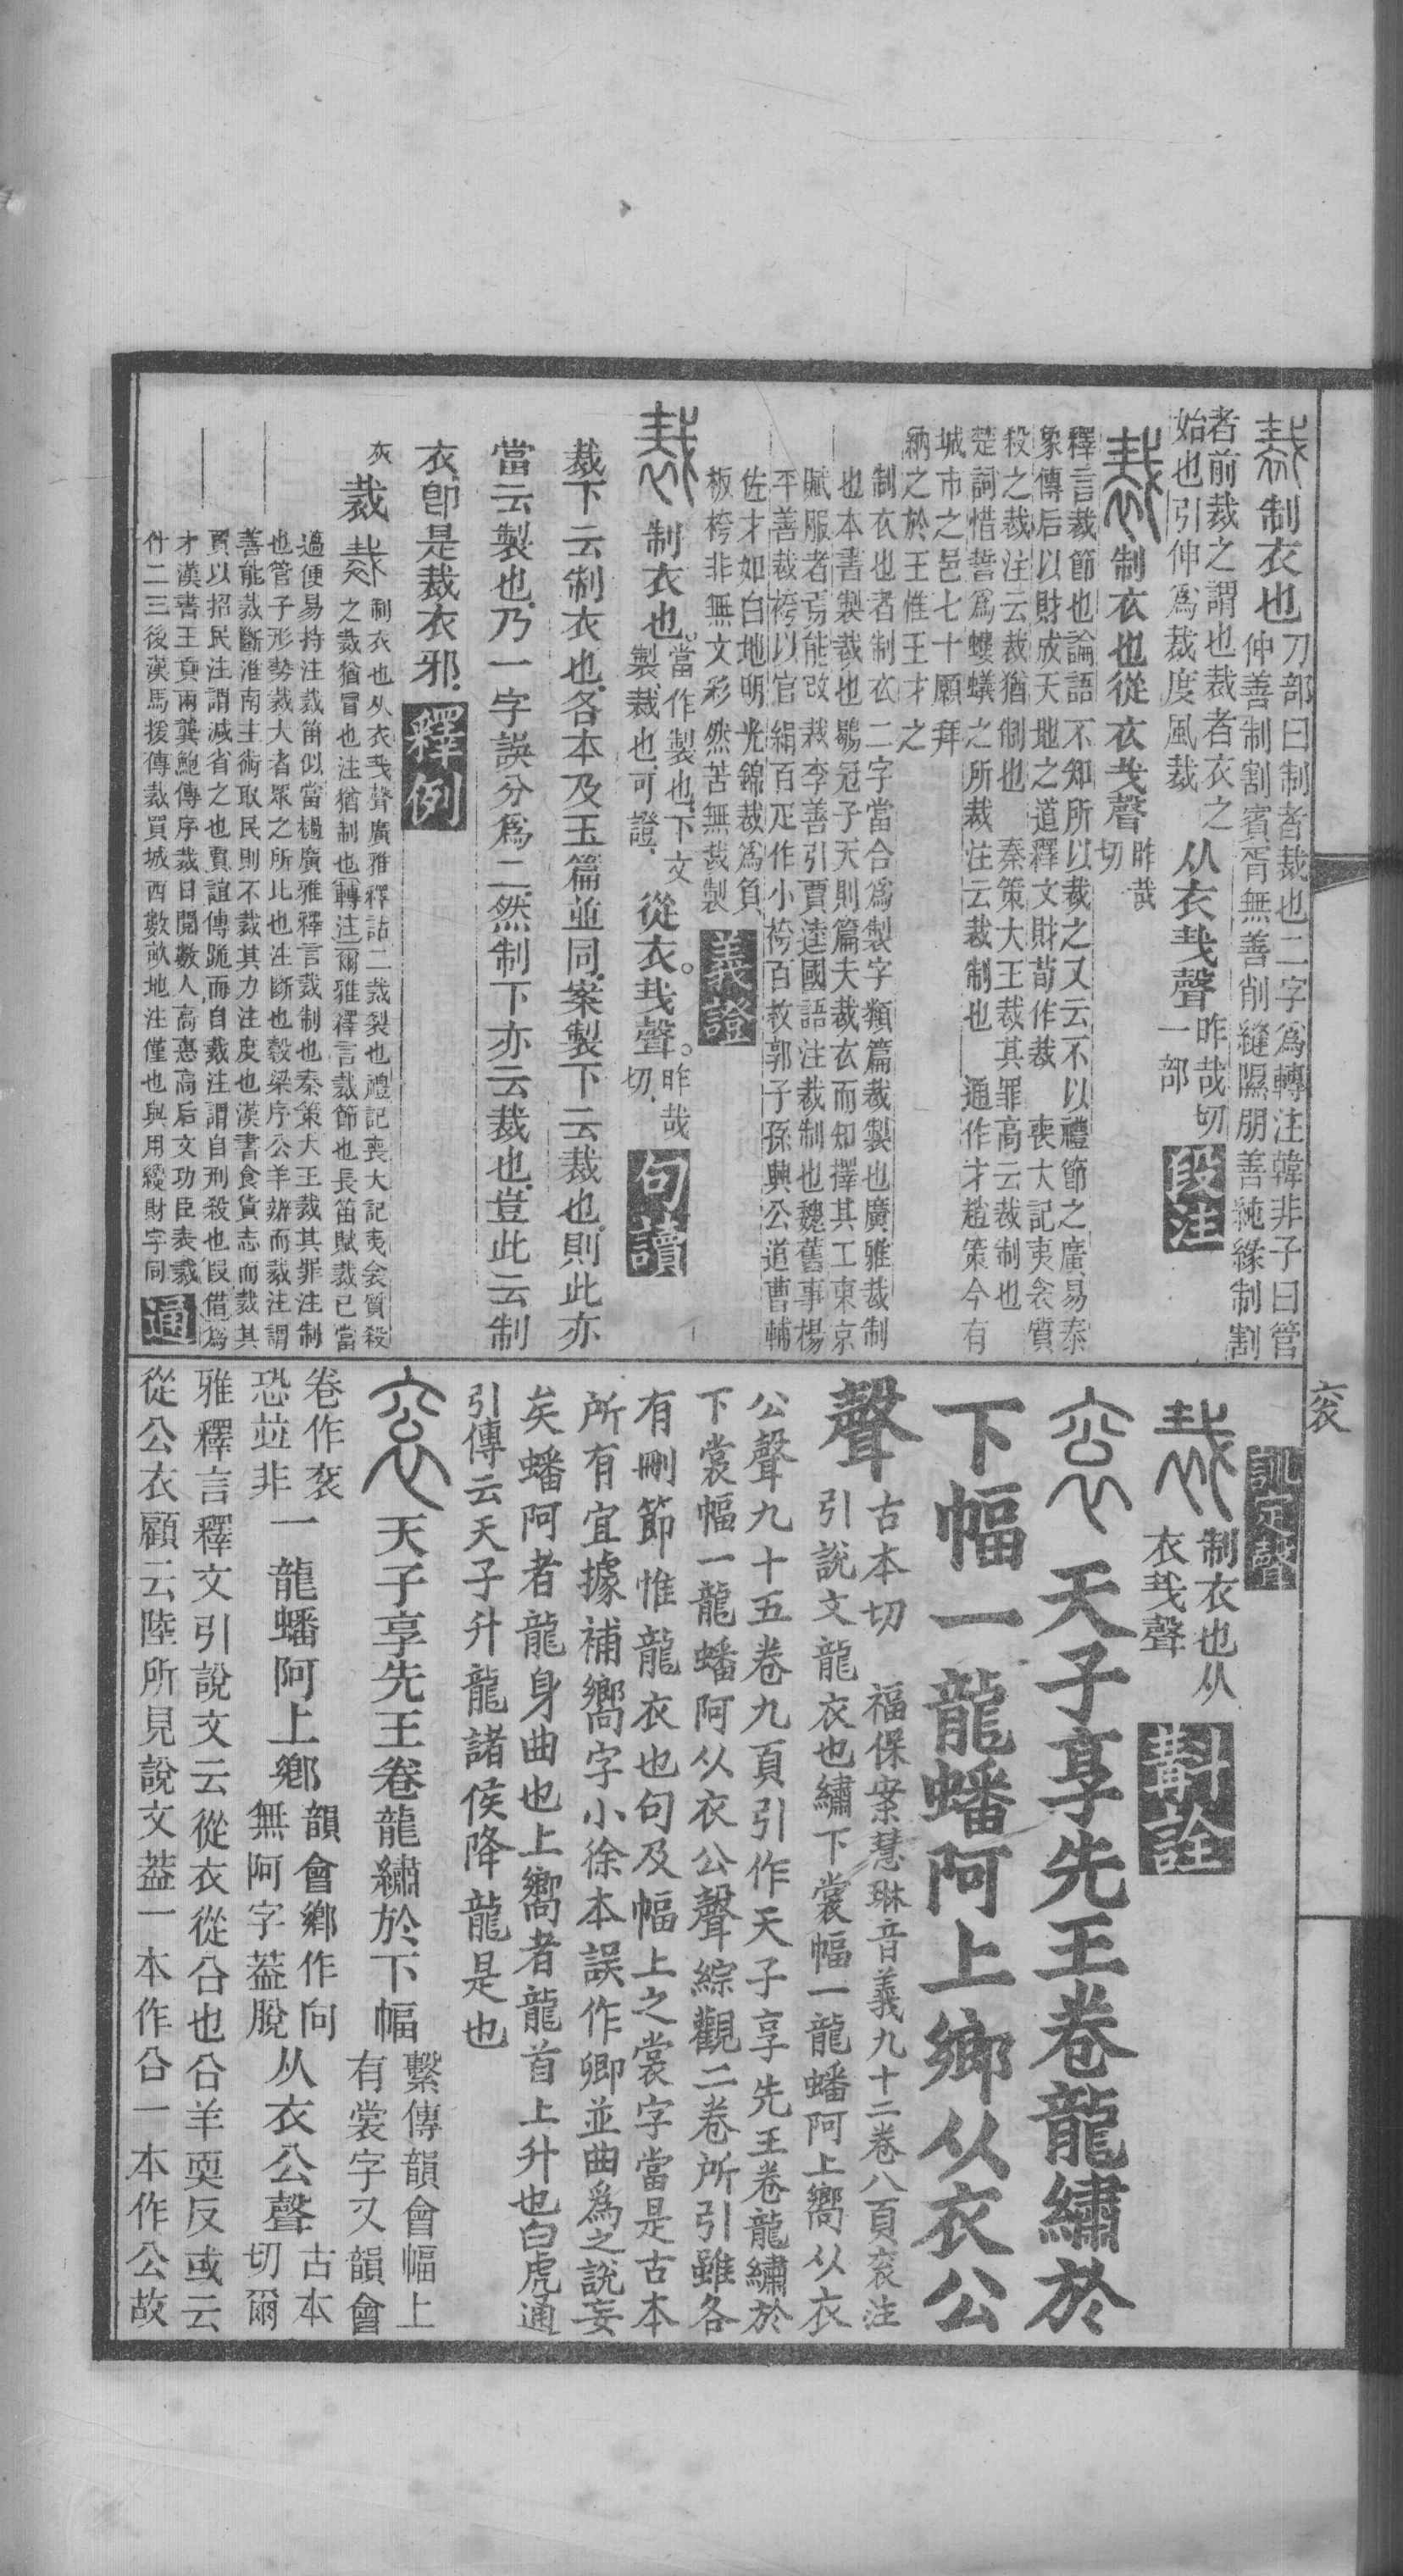 裁 制衣也 刀部曰制者裁也二字爲轉注韓非子曰管
仲善制割賓胥無善削縫隰朋善純緣制割
者前裁之謂也裁者衣之
始也引伸爲裁度風裁
从衣𢦏聲 昨哉切
一部 段注
裁 制衣也從衣𢦏聲 昨哉
切
釋言裁節也論語不知所以裁之又云不以禮節之廣易泰
象傳后以財成天地之道釋文財荀作裁 喪大記夷衾質
殺之裁注云裁猶制也 秦策大王裁其罪高云裁制也
楚詞惜誓爲螻蟻之所裁注云裁制也 通作才趙策今有
城市之邑七十願拜
納之於王惟王才之
制衣也者制衣二字當合爲製字類篇裁製也廣雅裁制
也本書製裁也鶡冠子天則篇夫裁衣而知擇其工東京
賦服者焉能改裁李善引賈逵國語注裁制也魏舊事楊
平善裁袴以官絹百疋作小袴百枚郭子孫興公道曹輔
佐才如白地明光錦裁爲負
板袴非無文彩然苦無裁製 義證
裁 制衣也。當作製也、下文
製、裁也、可證、
從衣。𢦏聲。昨哉
切、 句讀
裁下云制衣也.各本及玉篇並同.案製下云裁也.則此亦
當云製也.乃一字誤分爲二.然制下亦云裁也.豈此云制
衣.卽是裁衣邪. 釋例
灰 裁 裁 制衣也从衣𢦏聲廣雅釋詁二裁裂也禮記喪大記夷衾質殺
之裁猶冒也注猶制也轉注爾雅釋言裁節也長笛賦裁已當
邁便易持注裁笛似當檛廣雅釋言裁制也秦策大王裁其罪注制
也管子形勢裁大者眾之所比也注斷也穀梁序公羊辨而裁注謂
善能裁斷淮南主術取民則不裁其力注度也漢書食貨志而裁其
賈以招民注謂減省之也賈誼傳跪而自裁注謂自刑殺也叚借爲
才漢書王貢兩龔鮑傳序裁日閱數人高惠高后文功臣表裁
什二三後漢馬援傳裁買城西數畝地注僅也與用纔財字同 通
訓定聲
裁 制衣也从
衣𢦏聲 斠詮
袞 天子享先王卷龍繡於
下幅一龍蟠阿上鄉从衣公
聲 古本切 福保案慧琳音義九十二卷八頁袞注
引說文龍衣也繡下裳幅一龍蟠阿上嚮从衣
公聲九十五卷九頁引作天子享先王卷龍繡於
下裳幅一龍蟠阿从衣公聲綜觀二卷所引雖各
有刪節惟龍衣也句及幅上之裳字當是古本
所有宜據補嚮字小徐本誤作卿並曲爲之說妄
矣蟠阿者龍身曲也上嚮者龍首上升也白虎通
引傳云天子升龍諸侯降龍是也
袞 天子享先王卷龍繡於下幅 繫傳韻會幅上
有裳字又韻會
卷作袞
恐竝非 一龍蟠阿上鄉 韻會鄉作向
無阿字葢脫 从衣公聲 古本
切爾
雅釋言釋文引說文云從衣從㕣也㕣羊耎反或云
從公衣顧云陸所見說文葢一本作㕣一本作公故
袞